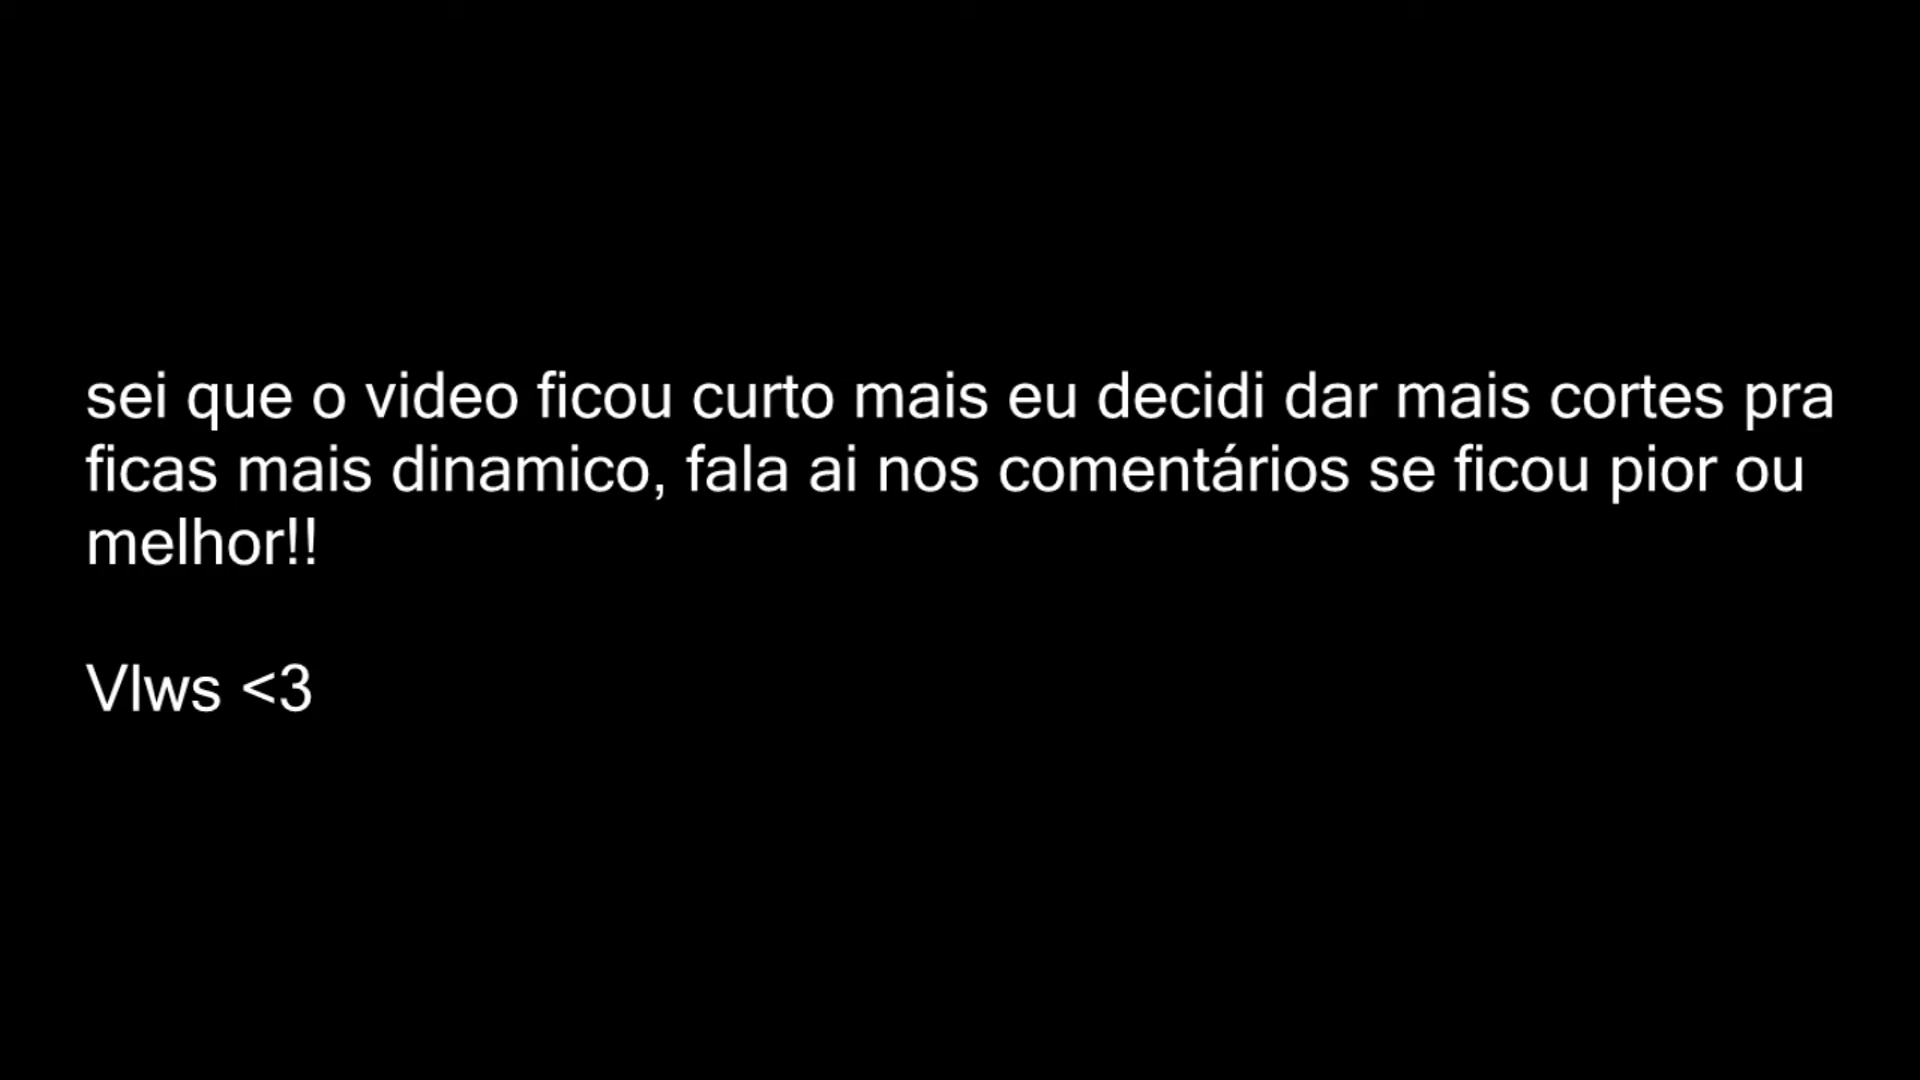 sei que o video ficou curto mais eu decidi dar mais cortes pra
ficas mais dinamico, fala ai nos comentários se ficou pior ou
melhor!!
Vlws <3